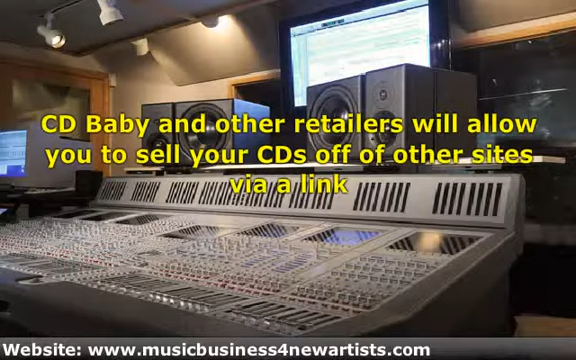 CD Baby and other retailers will allow
you to sell your CDs off of other sites
via a link
Website: www.musicbusiness4newartists.com